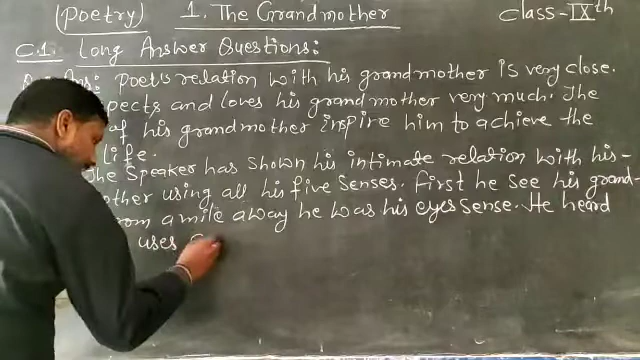 (Poetry) 1. The Grandmother Class-IXth
C.1. Long Answer Questions:
Ans: Poet's relation with his grandmother is very close.
pects and loves his grandmother very much. The
of his grandmother inspire him to achieve the
life.
The Speaker has shown his intimate relation with his
other using all his five senses. First he see his grand-
rom a mile away he was his eyes sense. He heard
uses